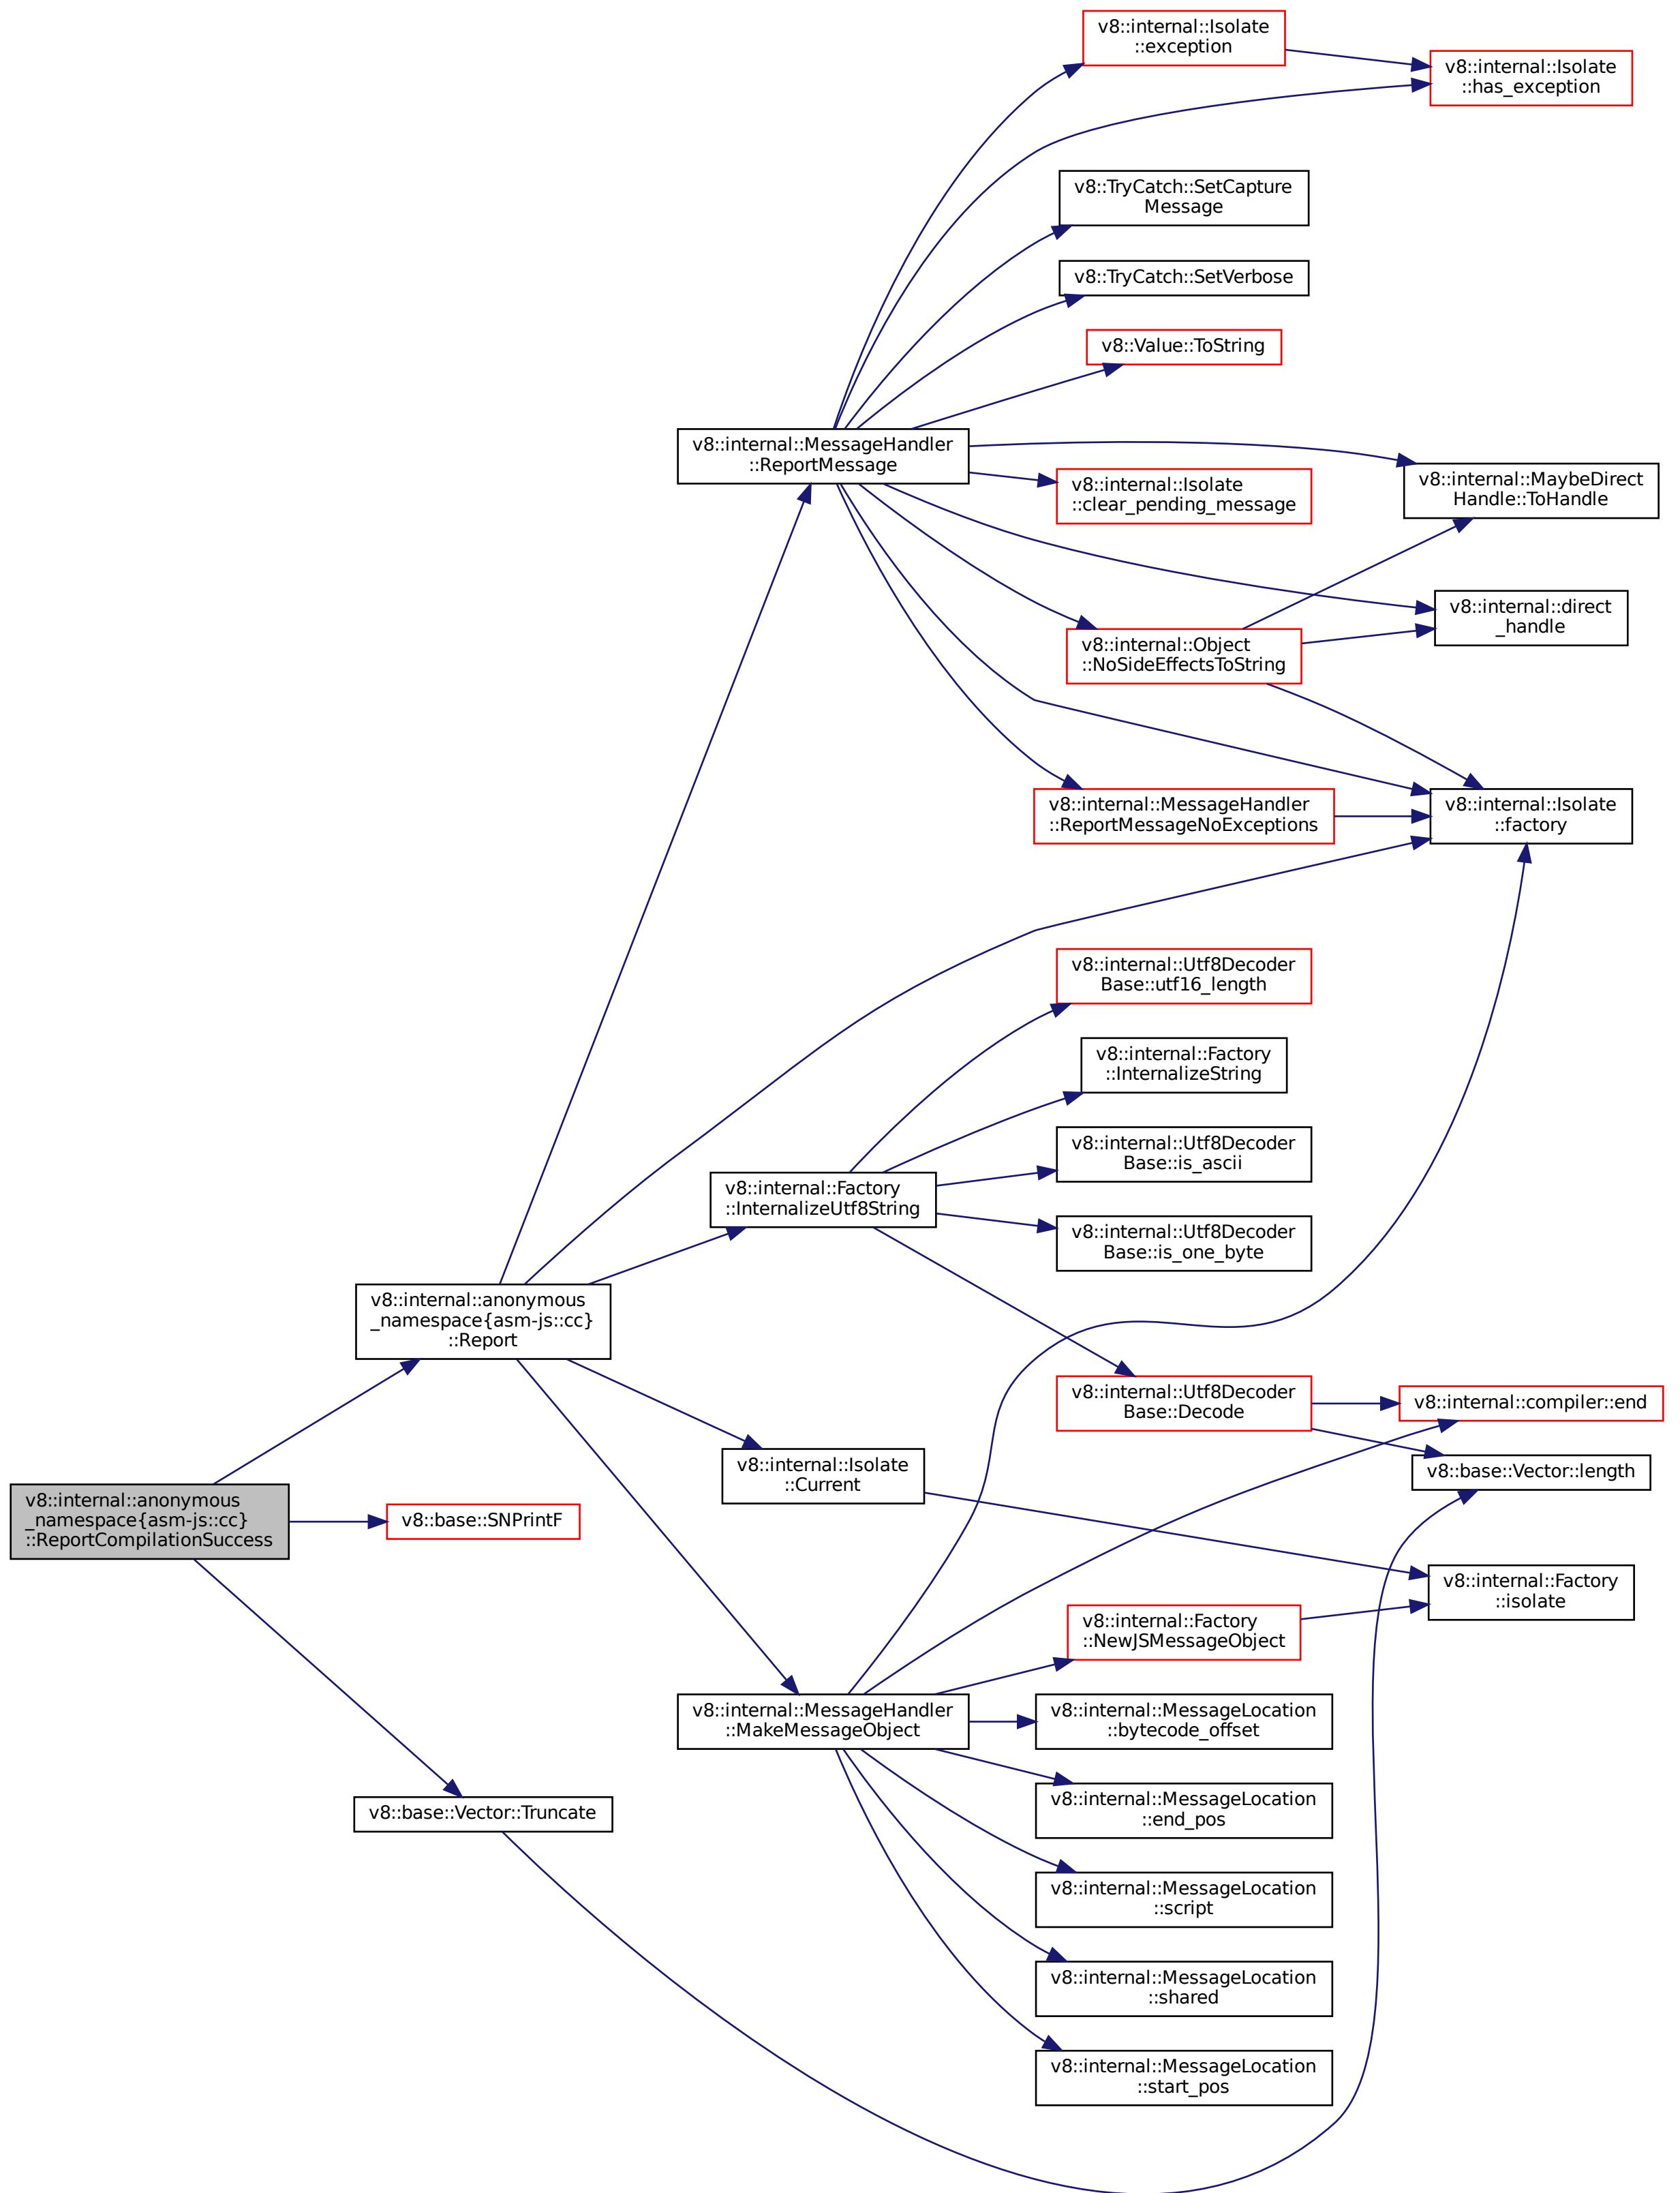 v8::internal::Isolate
::exception
v8::internal::Isolate
::has_exception
v8::TryCatch::SetCapture
Message
v8::TryCatch::SetVerbose
v8::Value::ToString
v8::internal::MessageHandler
::ReportMessage
v8::internal::MaybeDirect
Handle::ToHandle
v8::internal::Isolate
::clear_pending_message
v8::internal::direct
_handle
v8::internal::Object
::NoSideEffectsToString
v8::internal::MessageHandler
::ReportMessageNoExceptions
v8::internal::Isolate
::factory
v8::internal::Utf8Decoder
Base::utf16_length
v8::internal::Factory
::InternalizeString
v8::internal::Utf8Decoder
Base::is_ascii
v8::internal::Factory
::InternalizeUtf8String
v8::internal::Utf8Decoder
Base::is_one_byte
v8::internal::anonymous
_namespace{asm-js::cc}
::Report
v8::internal::Utf8Decoder
Base::Decode
v8::internal::compiler::end
v8::internal::Isolate
::Current
v8::base::Vector::length
v8::internal::anonymous
_namespace{asm-js::cc}
::ReportCompilationSuccess
v8::base::SNPrintF
v8::internal::Factory
::isolate
v8::internal::Factory
::NewJSMessageObject
v8::internal::MessageHandler
::MakeMessageObject
v8::internal::MessageLocation
::bytecode_offset
v8::base::Vector::Truncate
v8::internal::MessageLocation
::end_pos
v8::internal::MessageLocation
::script
v8::internal::MessageLocation
::shared
v8::internal::MessageLocation
::start_pos